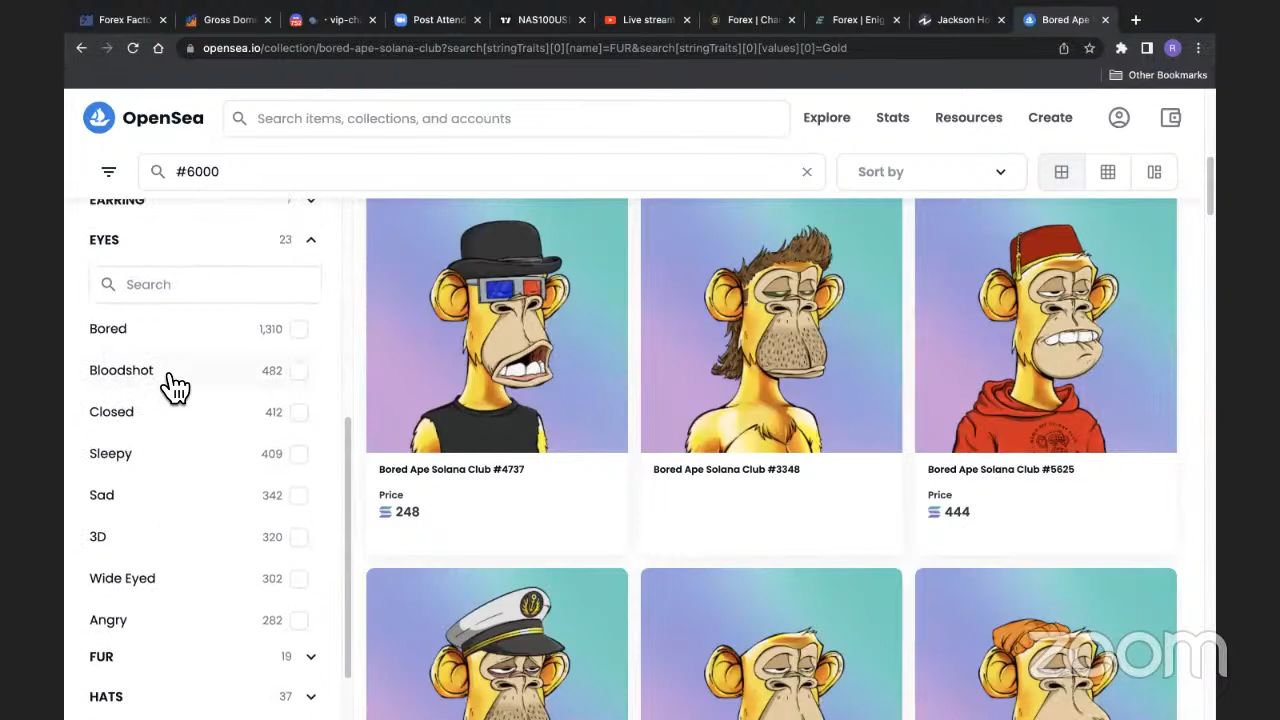 Forex Facto
Gross Dom
vip-ch
Post Attend
NAS100US
Live stream
Forex | Cha
Forex | Enig
Jackson Ho
Bored Ape
opensea.io/collection/bored-ape-solana-club?search[stringTraits][0][name]=FUR&search[stringTraits][0][values][0]=Gold
R
Other Bookmarks
OpenSea
Search items, collections, and accounts
Explore
Stats
Resources
Create
#6000
Sort by
EARRING 7
EYES 23
Search
Bored 1,310
Bloodshot 482
Closed 412
Sleepy 409
Sad 342
3D 320
Wide Eyed 302
Angry 282
FUR 19
HATS 37
Bored Ape Solana Club #4737
Price
248
Bored Ape Solana Club #3348
Bored Ape Solana Club #5625
Price
444
zoom